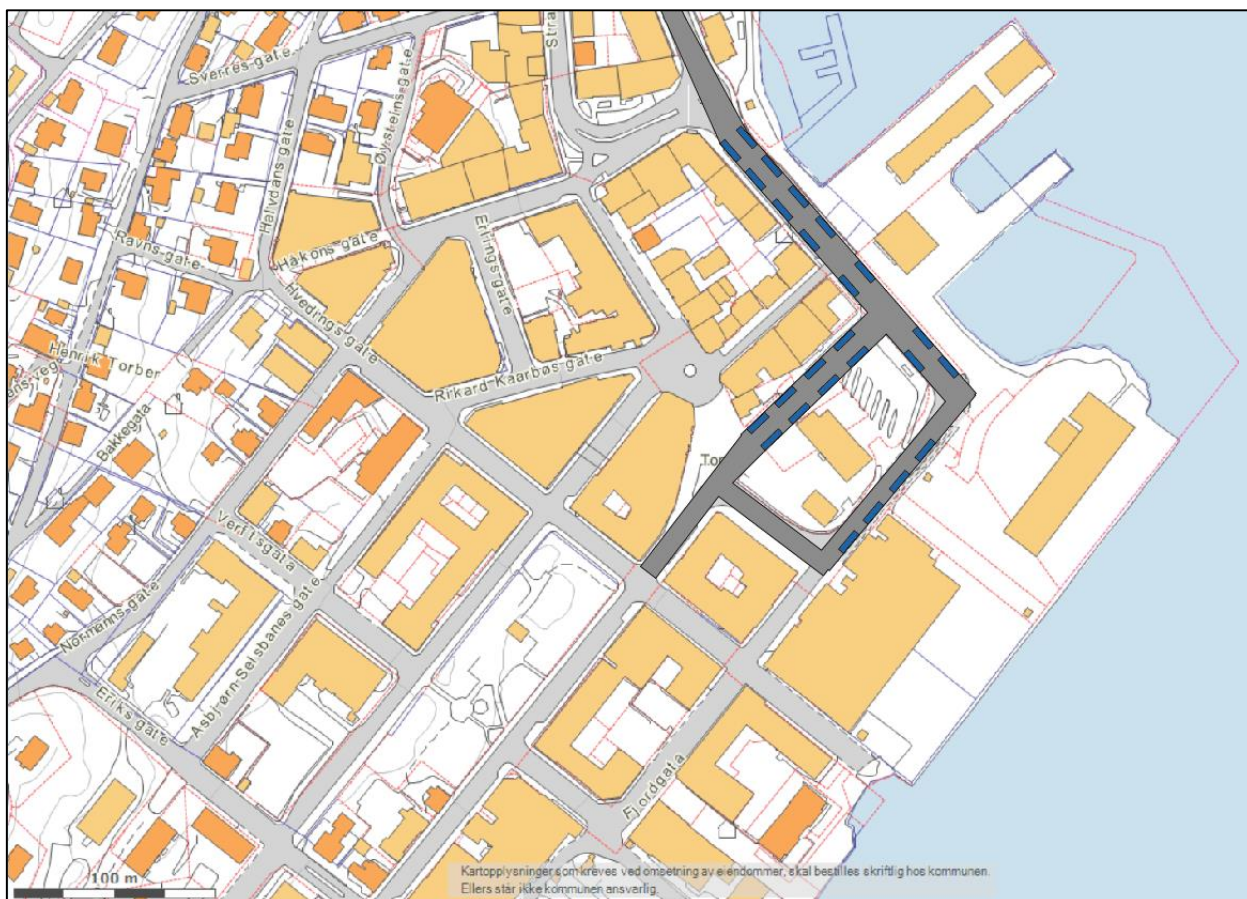 Sverres gate
Øysteins gate
Stra
Halvdans gate
Ravns gate
Håkons gate
Erlings gate
Hvedings gate
Rikard Kaarbøs gate
Henrik Torber
Bakkegata
Tor
Verftsgata
Normanns gate
Asbjørn Selsbanes gate
Eriks gate
Fjordgata
100 m
Kartopplysninger som kreves ved omsetning av eiendommer, skal bestilles skriftlig hos kommunen.
Ellers står ikke kommunen ansvarlig.